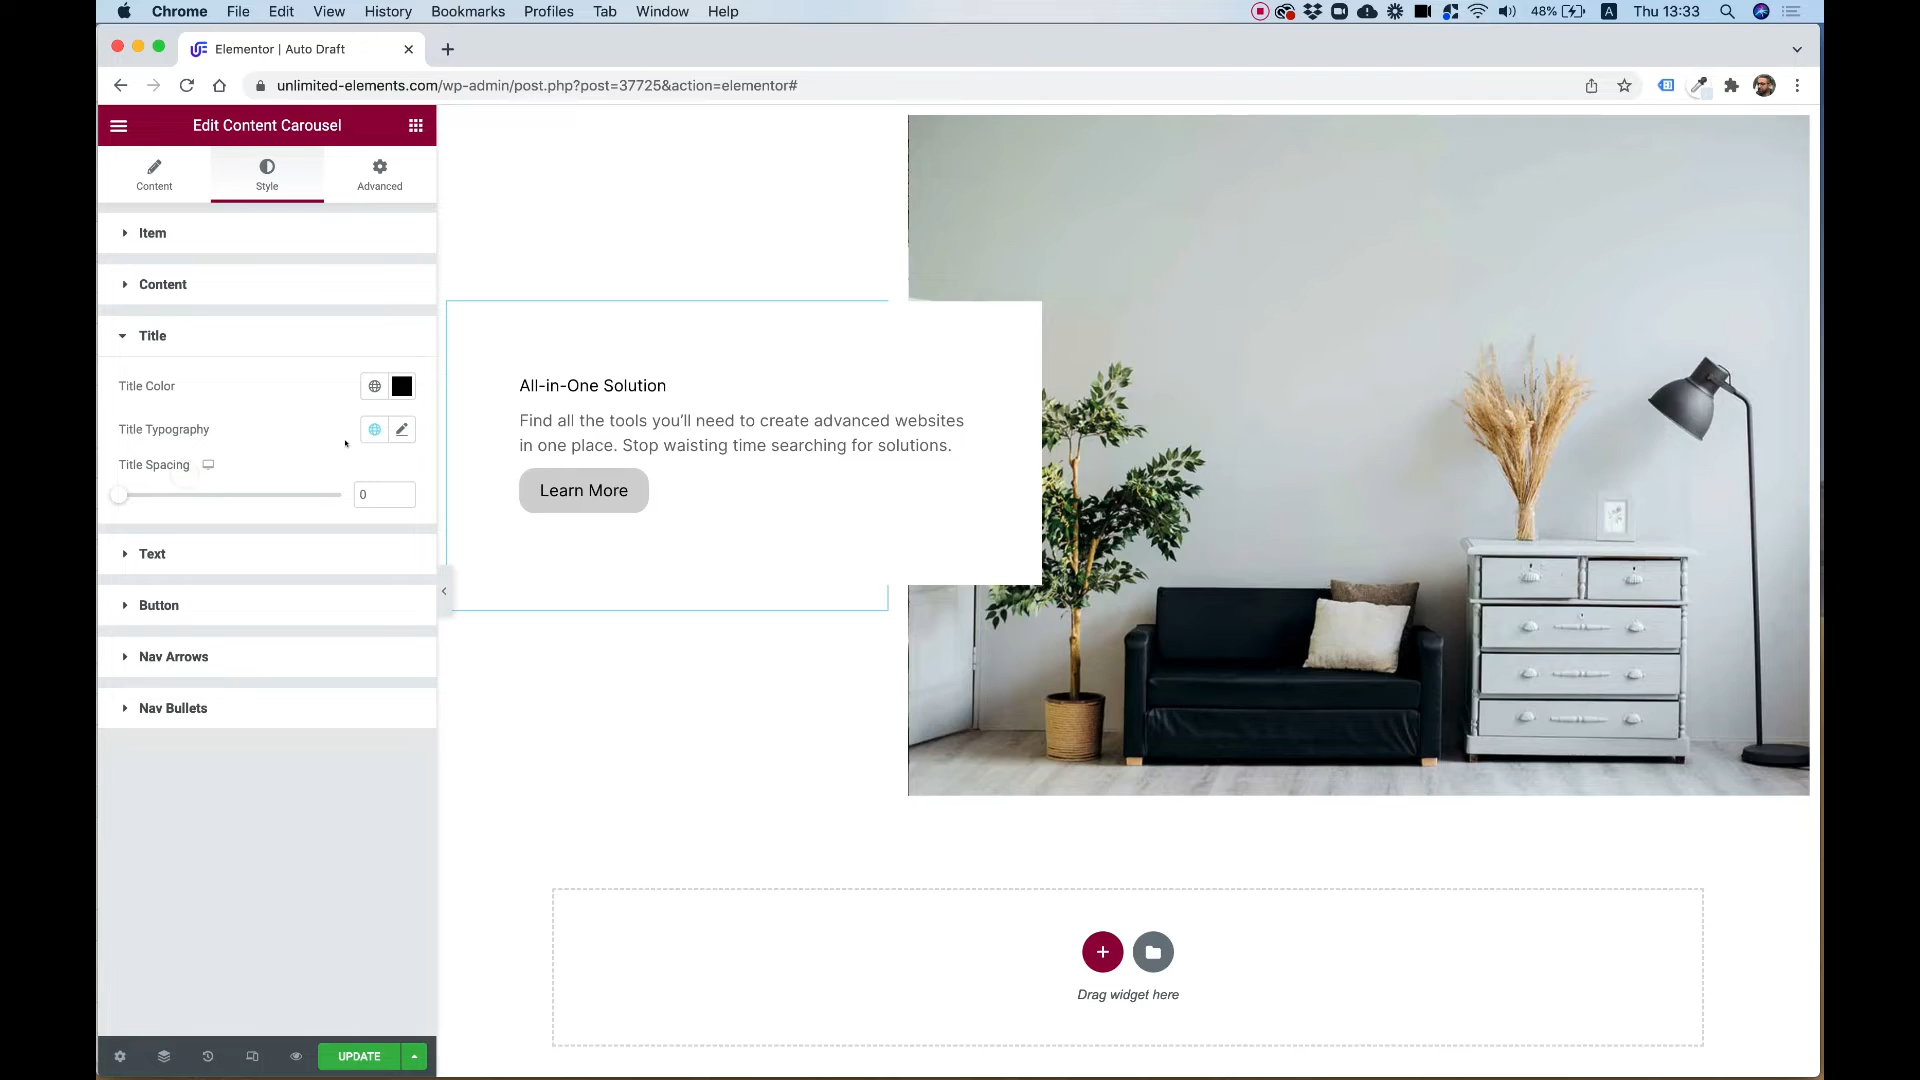 Chrome File Edit View History Bookmarks Profiles Tab Window Help 48% A Thu 13:33
Elementor | Auto Draft
unlimited-elements.com/wp-admin/post.php?post=37725&action=elementor#
Edit Content Carousel
Content Style Advanced
Item
Content
Title
Title Color
Title Typography
Title Spacing
0
Text
Button
Nav Arrows
Nav Bullets
UPDATE
All-in-One Solution
Find all the tools you’ll need to create advanced websites
in one place. Stop waisting time searching for solutions.
Learn More
Drag widget here